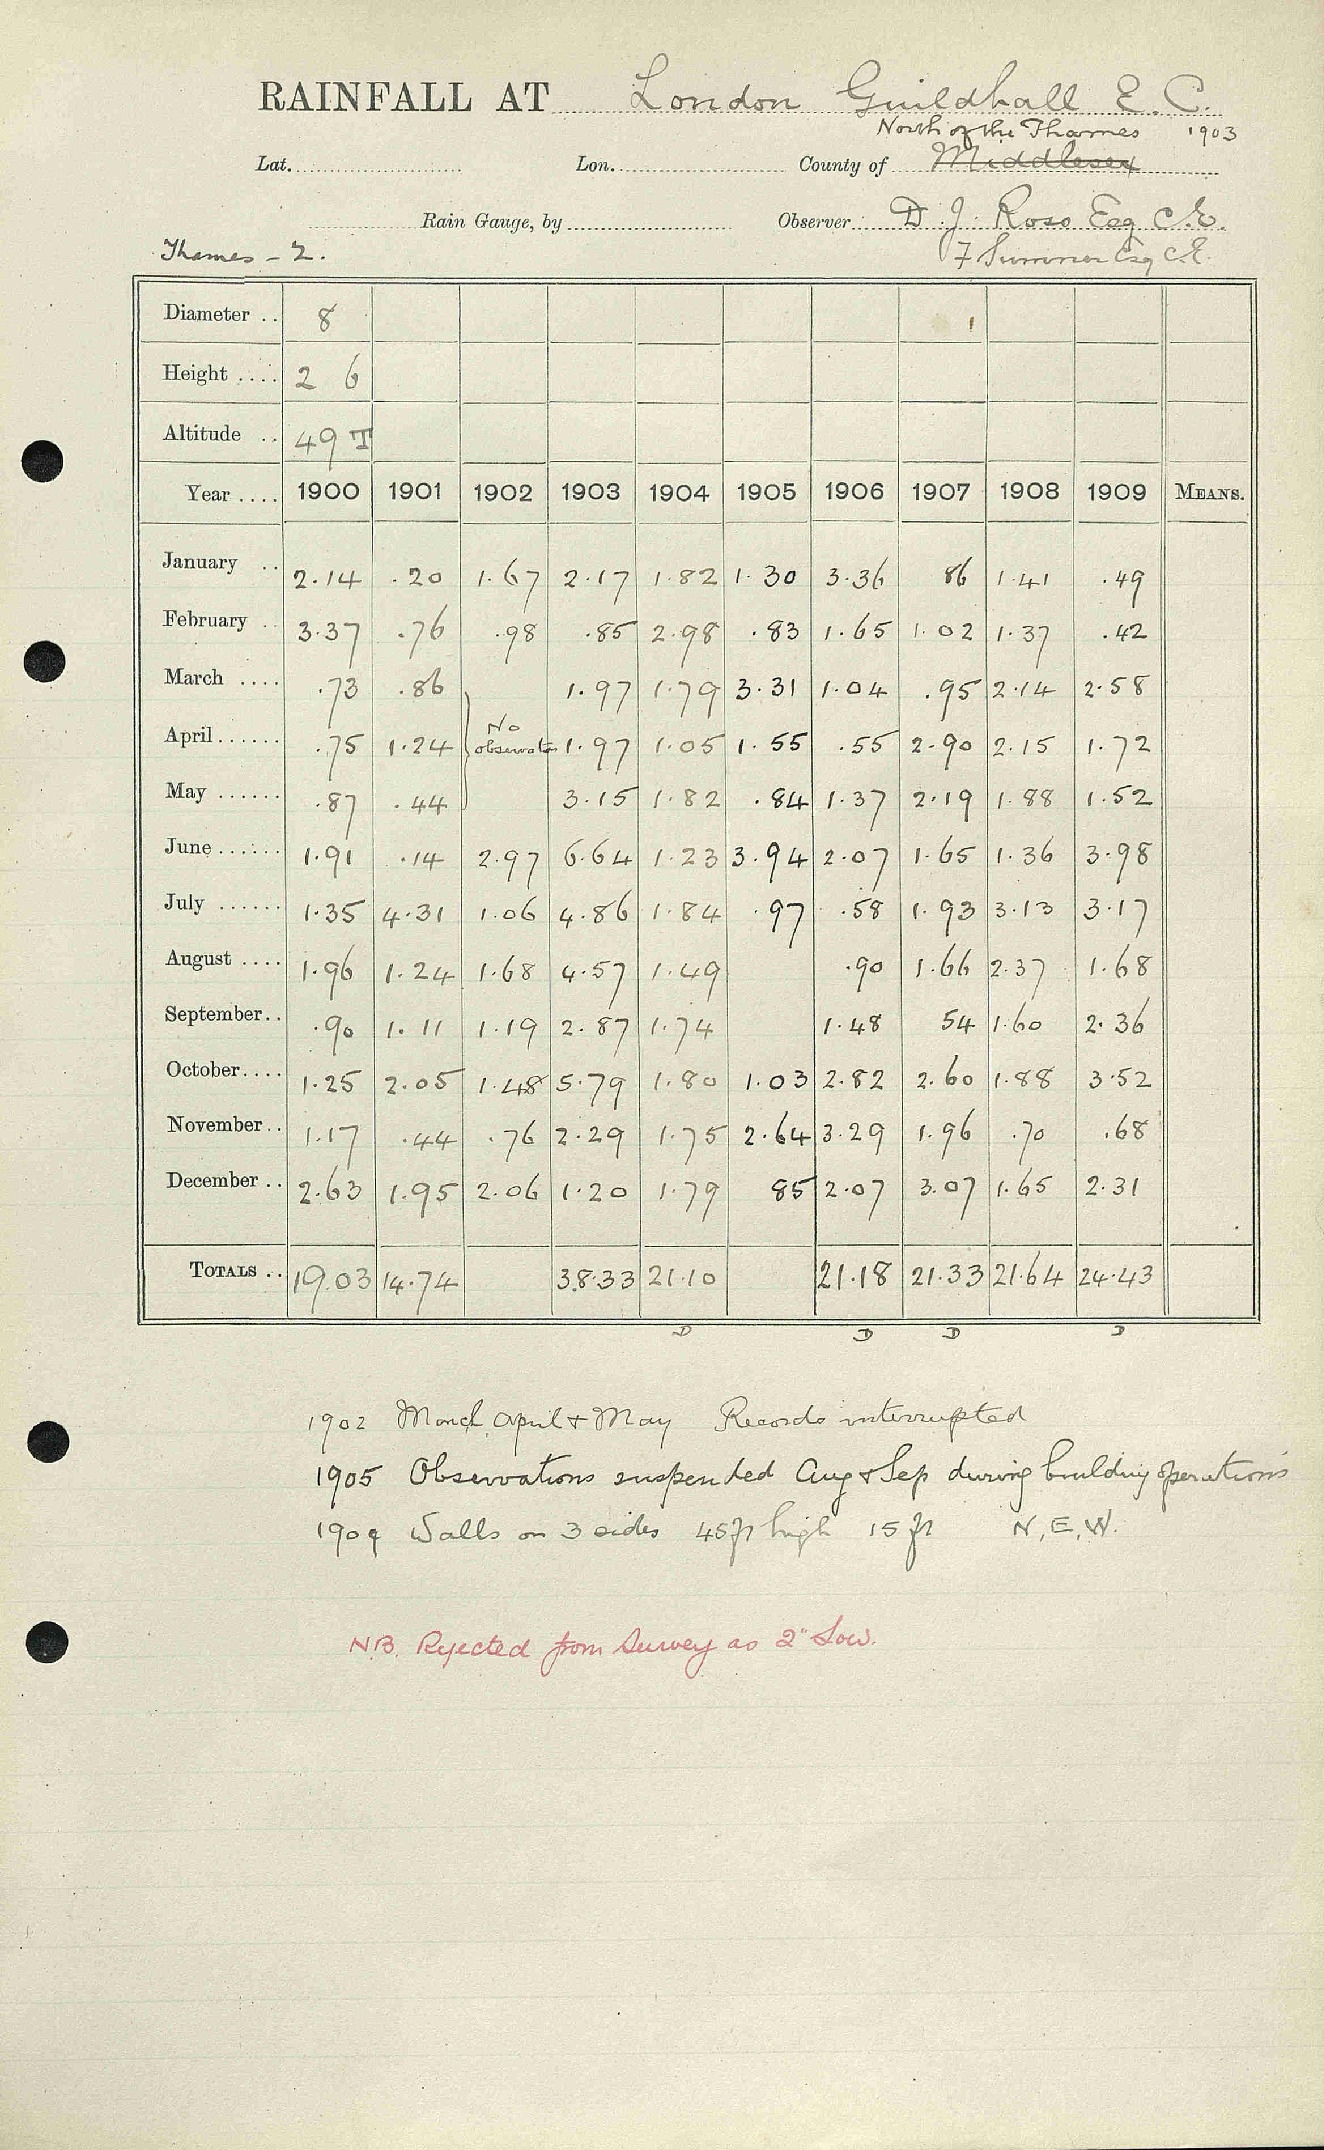 RAINFALL AT London Guildhall E.C.
North of the Thames 1903
Lat. Lon. County of Middlesex
Rain Gauge, by Observer D. J. Ross Esq C.E.
Thames - 2. F Sumner Esq C.E.
Diameter .. 8
Height .... 2 6
Altitude .. 49 T
Year .... 1900 1901 1902 1903 1904 1905 1906 1907 1908 1909 MEANS.
January .. 2.14 .20 1.67 2.17 1.82 1.30 3.36 86 1.41 .49
February .. 3.37 .76 .98 .85 2.98 .83 1.65 1.02 1.37 .42
March .... .73 .86 1.97 1.79 3.31 1.04 .95 2.14 2.58
April ...... .75 1.24 No observatn 1.97 1.05 1.55 .55 2.90 2.15 1.72
May ...... .87 .44 3.15 1.82 .84 1.37 2.19 1.88 1.52
June ...... 1.91 .14 2.97 6.64 1.23 3.94 2.07 1.65 1.36 3.98
July ...... 1.35 4.31 1.06 4.86 1.84 .97 .58 1.93 3.13 3.17
August .... 1.96 1.24 1.68 4.57 1.49 .90 1.66 2.37 1.68
September.. .90 1.11 1.19 2.87 1.74 1.48 54 1.60 2.36
October.... 1.25 2.05 1.48 5.79 1.80 1.03 2.82 2.60 1.88 3.52
November.. 1.17 .44 .76 2.29 1.75 2.64 3.29 1.96 .70 .68
December .. 2.63 1.95 2.06 1.20 1.79 85 2.07 3.07 1.65 2.31
TOTALS .. 19.03 14.74 38.33 21.10 21.18 21.33 21.64 24.43
D D D D
1902 March, April & May Records interrupted
1905 Observations suspended Aug & Sep during building operations
1909 Walls on 3 sides 45ft high 15 ft N, E, W.
N.B. Rejected from Survey as 2" Low.